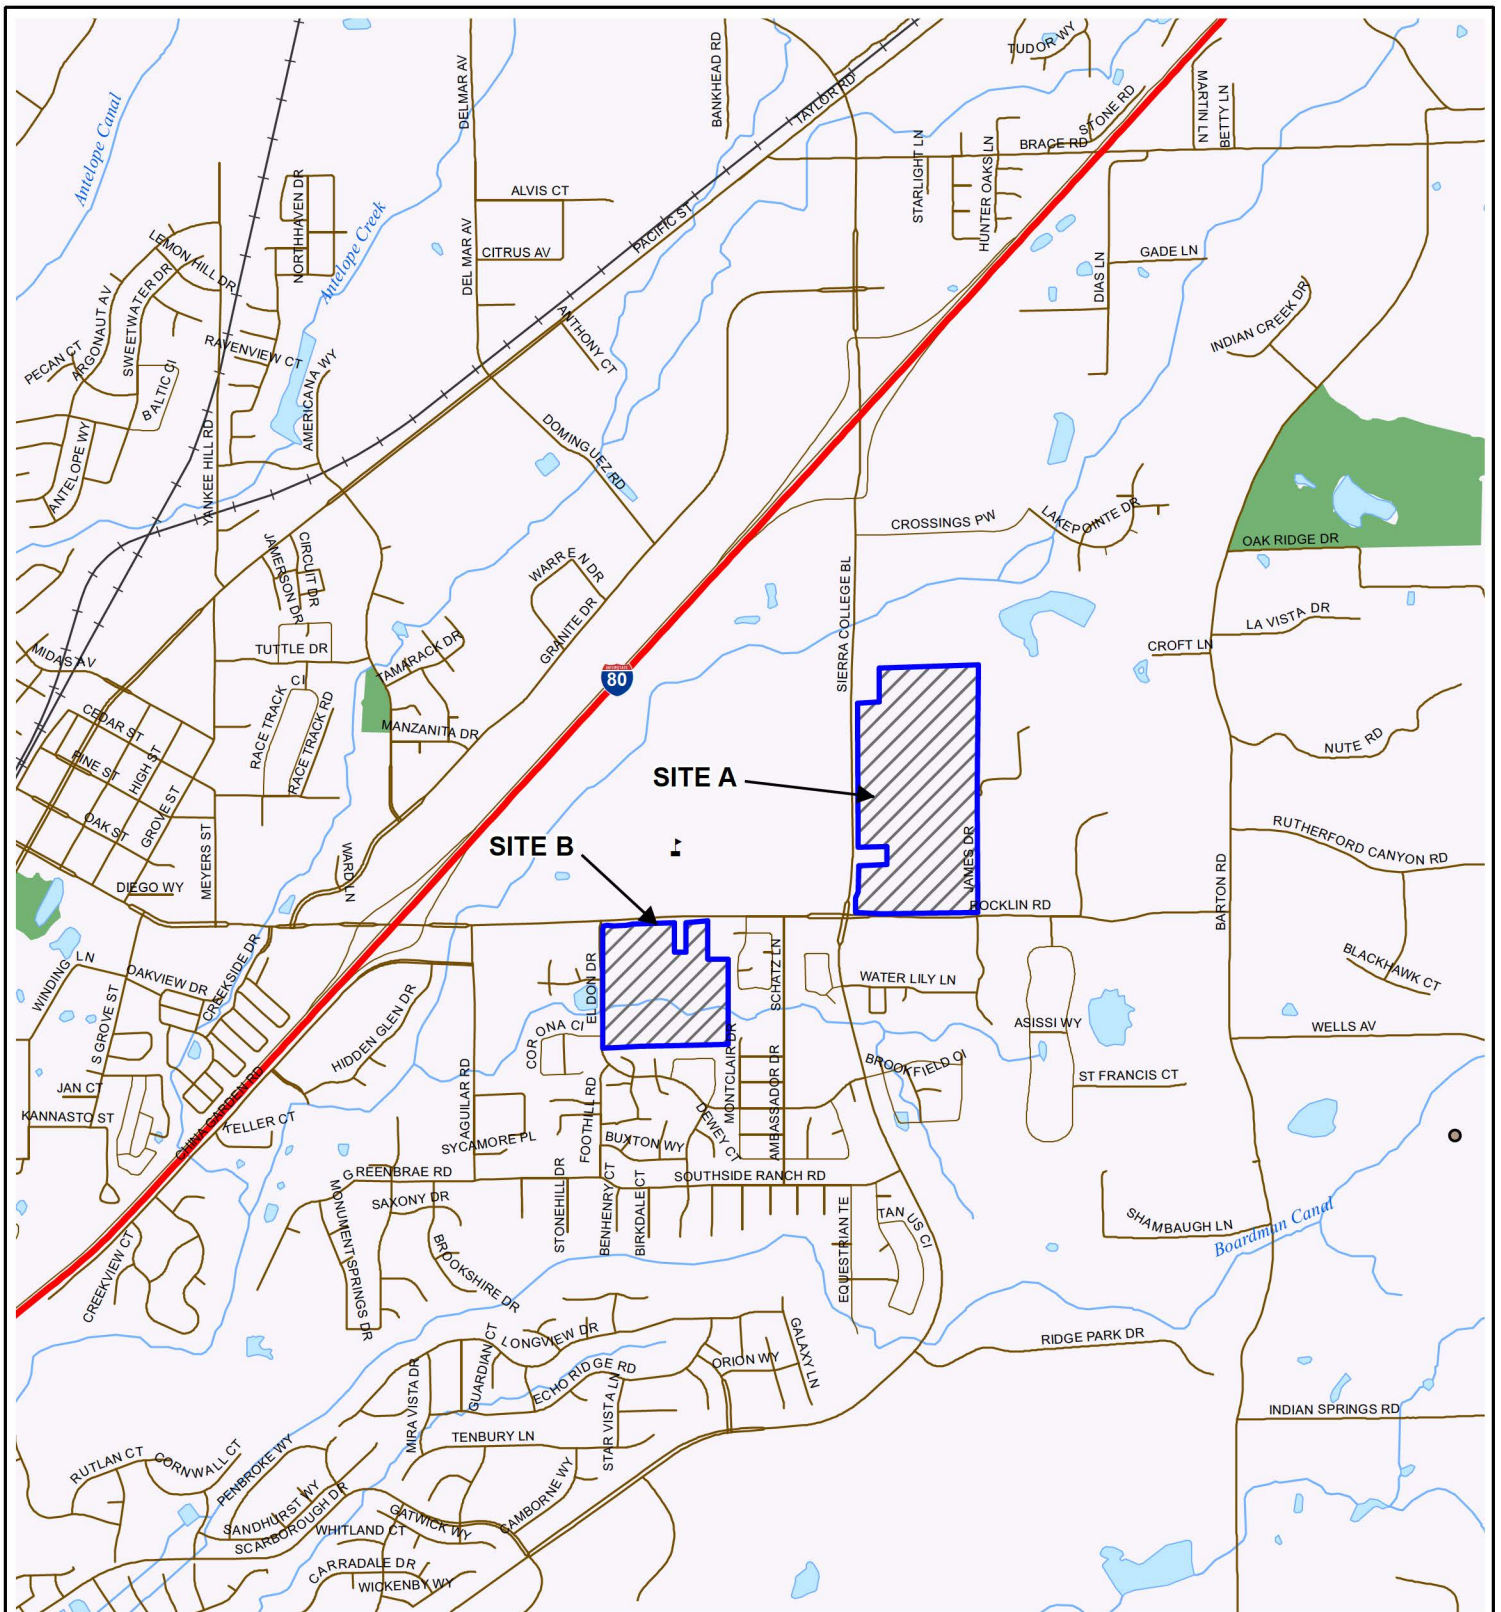 TUDOR WY
DELMAR AV
BANKHEAD RD
TAYLOR RD
STONE RD
MARTIN LN
BETTY LN
Antelope Canal
STARLIGHT LN
HUNTER OAKS LN
BRACE RD
NORTHHAVEN DR
ALVIS CT
PACIFIC ST
Antelope Creek
LEMON HILL DR
DEL MAR AV
CITRUS AV
DIAS LN
GADE LN
SWEETWATER DR
ARGONAUT AV
INDIAN CREEK DR
ANTHONY CT
PECAN CT
RAVENVIEW CT
BALTIC CI
AMERICANA WY
YANKEE HILL RD
ANTELOPE WY
DOMINGUEZ RD
CROSSINGS PW
LAKEPOINTE DR
OAK RIDGE DR
JAMERSON DR
CIRCUIT DR
WARREN DR
GRANITE DR
SIERRA COLLEGE BL
LA VISTA DR
CROFT LN
MIDAS AV
TUTTLE DR
TAMARACK DR
INTERSTATE
80
RACE TRACK CI
RACE TRACK RD
CEDAR ST
MANZANITA DR
NUTE RD
PINE ST
HIGH ST
SITE A
OAK ST
GROVE ST
MEYERS ST
SITE B
WARD LN
JAMES DR
RUTHERFORD CANYON RD
BARTON RD
DIEGO WY
ROCKLIN RD
WINDING LN
OAKVIEW DR
CREEKSIDE DR
EL DON DR
SCHATZ LN
WATER LILY LN
BLACKHAWK CT
S GROVE ST
HIDDEN GLEN DR
CORONA CI
ASISSI WY
WELLS AV
CHINA GARDEN RD
AGUILAR RD
FOOTHILL RD
MONTCLAIR DR
AMBASSADOR DR
BROOKFIELD CI
ST FRANCIS CT
JAN CT
KANNASTO ST
TELLER CT
SYCAMORE PL
BUXTON WY
DEWEY CT
GREENBRAE RD
SOUTHSIDE RANCH RD
SAXONY DR
MONUMENT SPRINGS DR
STONEHILL DR
BENHENRY CT
BIRKDALE CT
EQUESTRIAN TE
TAN US CI
SHAMBAUGH LN
Boardman Canal
CREEKVIEW CT
BROOKSHIRE DR
LONGVIEW DR
GALAXY LN
RIDGE PARK DR
MIRA VISTA DR
GUARDIAN CT
ECHO RIDGE RD
ORION WY
STAR VISTA LN
INDIAN SPRINGS RD
TENBURY LN
RUTLAN CT
CORNWALL CT
PENBROKE WY
CAMBORNE WY
SANDHURST WY
SCARBOROUGH DR
WHITLAND CT
GATWICK WY
CARRADALE DR
WICKENBY WY